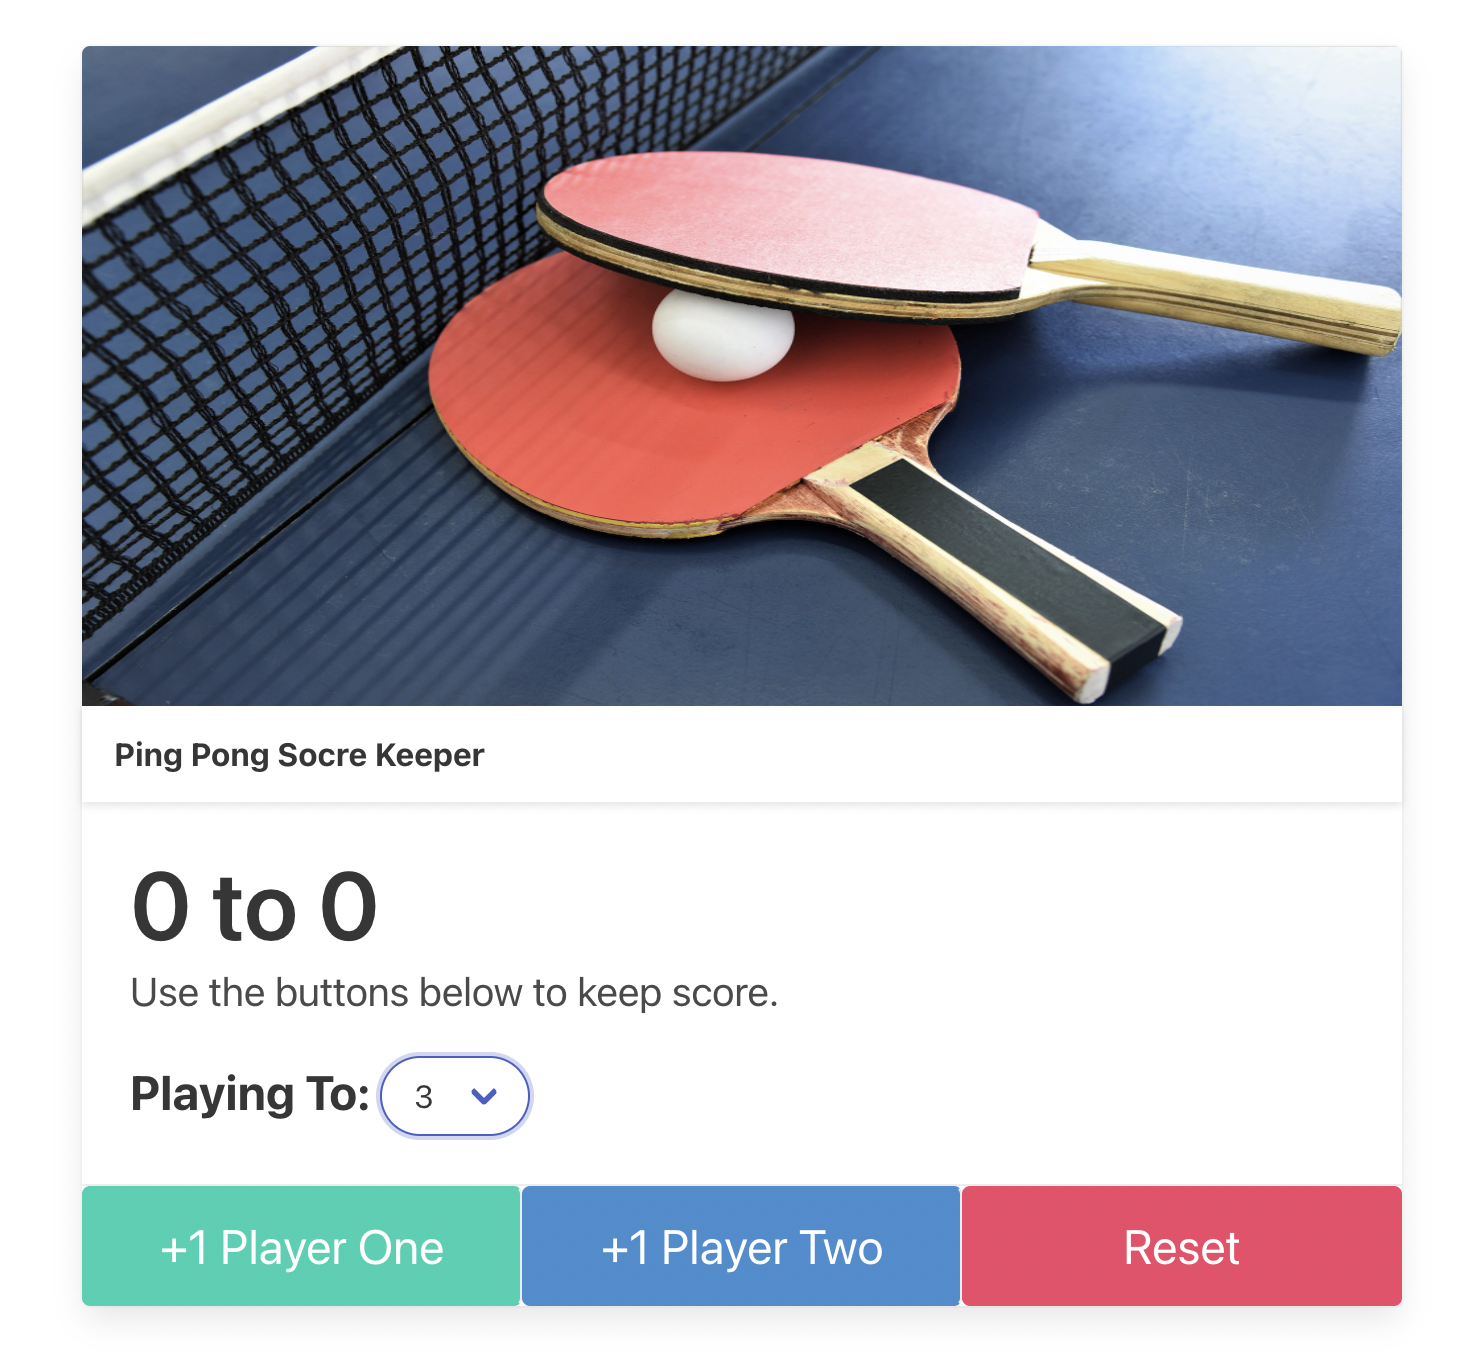 Ping Pong Socre Keeper
0 to 0
Use the buttons below to keep score.
Playing To: 3
+1 Player One +1 Player Two Reset